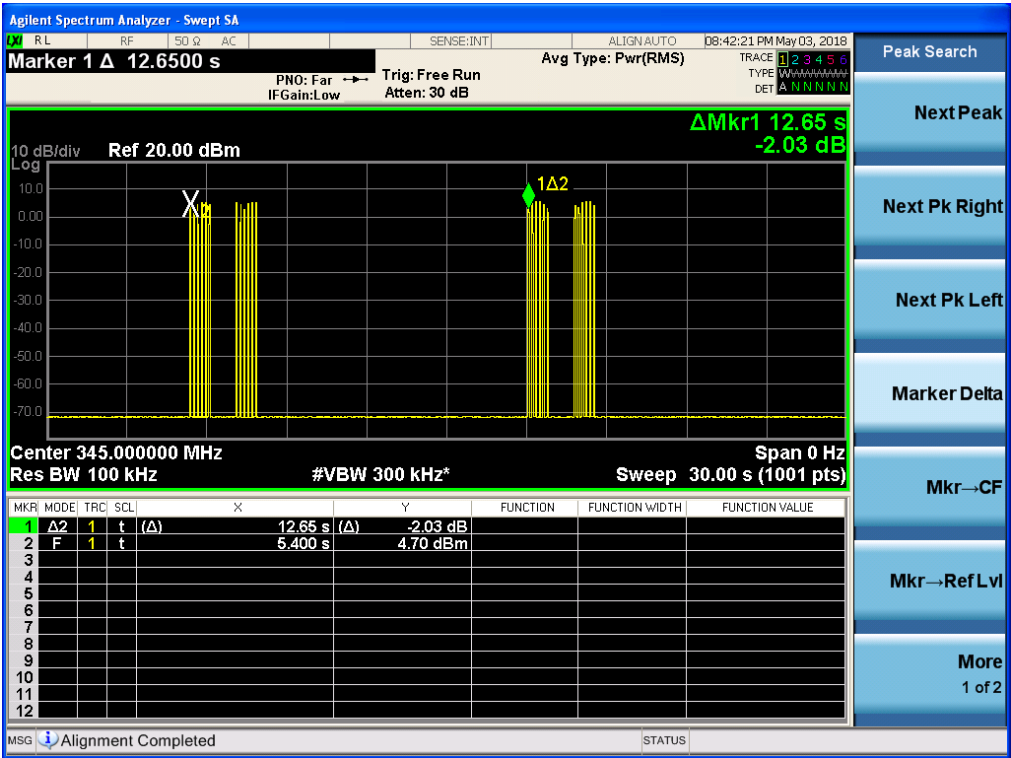 Agilent Spectrum Analyzer - Swept SA
LXI RL RF 50 Ω AC SENSE:INT ALIGN AUTO 08:42:21 PM May 03, 2018
Marker 1 Δ 12.6500 s
PNO: Far
IFGain:Low
Trig: Free Run
Atten: 30 dB
Avg Type: Pwr(RMS)
TRACE 1 2 3 4 5 6
TYPE
DET A N N N N N
ΔMkr1 12.65 s
-2.03 dB
10 dB/div Ref 20.00 dBm
Log
10.0
0.00
-10.0
-20.0
-30.0
-40.0
-50.0
-60.0
-70.0
X2
1Δ2
Center 345.000000 MHz Span 0 Hz
Res BW 100 kHz #VBW 300 kHz* Sweep 30.00 s (1001 pts)
MKR MODE TRC SCL X Y FUNCTION FUNCTION WIDTH FUNCTION VALUE
1 Δ2 1 t (Δ) 12.65 s (Δ) -2.03 dB
2 F 1 t 5.400 s 4.70 dBm
3
4
5
6
7
8
9
10
11
12
MSG Alignment Completed STATUS
Peak Search
Next Peak
Next Pk Right
Next Pk Left
Marker Delta
Mkr→CF
Mkr→Ref Lvl
More
1 of 2